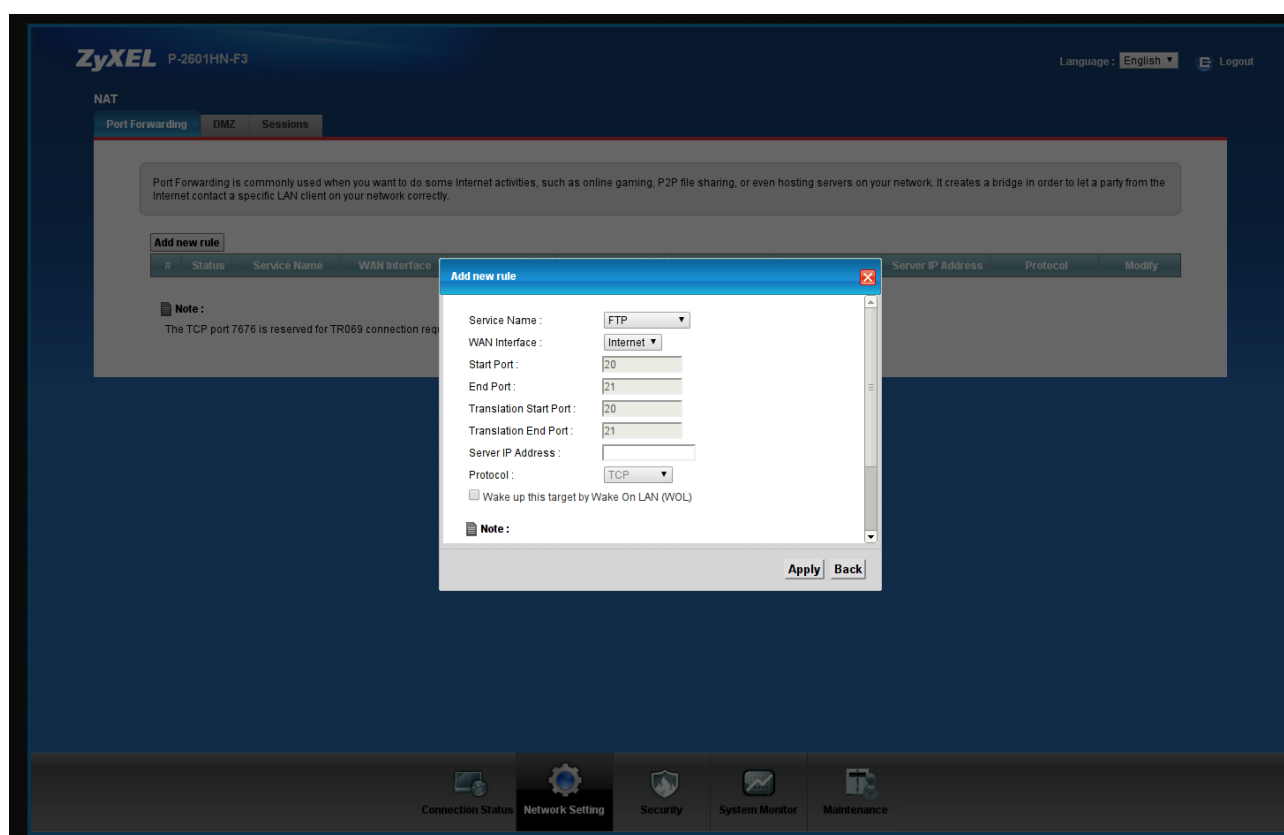 ZyXEL P-2601HN-F3
Language : English
Logout
NAT
Port Forwarding DMZ Sessions
Port Forwarding is commonly used when you want to do some Internet activities, such as online gaming, P2P file sharing, or even hosting servers on your network. It creates a bridge in order to let a party from the
Internet contact a specific LAN client on your network correctly.
Add new rule
# Status Service Name WAN Interface Server IP Address Protocol Modify
Note :
The TCP port 7676 is reserved for TR069 connection req
Add new rule
Service Name : FTP
WAN Interface : Internet
Start Port : 20
End Port : 21
Translation Start Port : 20
Translation End Port : 21
Server IP Address :
Protocol : TCP
Wake up this target by Wake On LAN (WOL)
Note :
Apply Back
Connection Status Network Setting Security System Monitor Maintenance